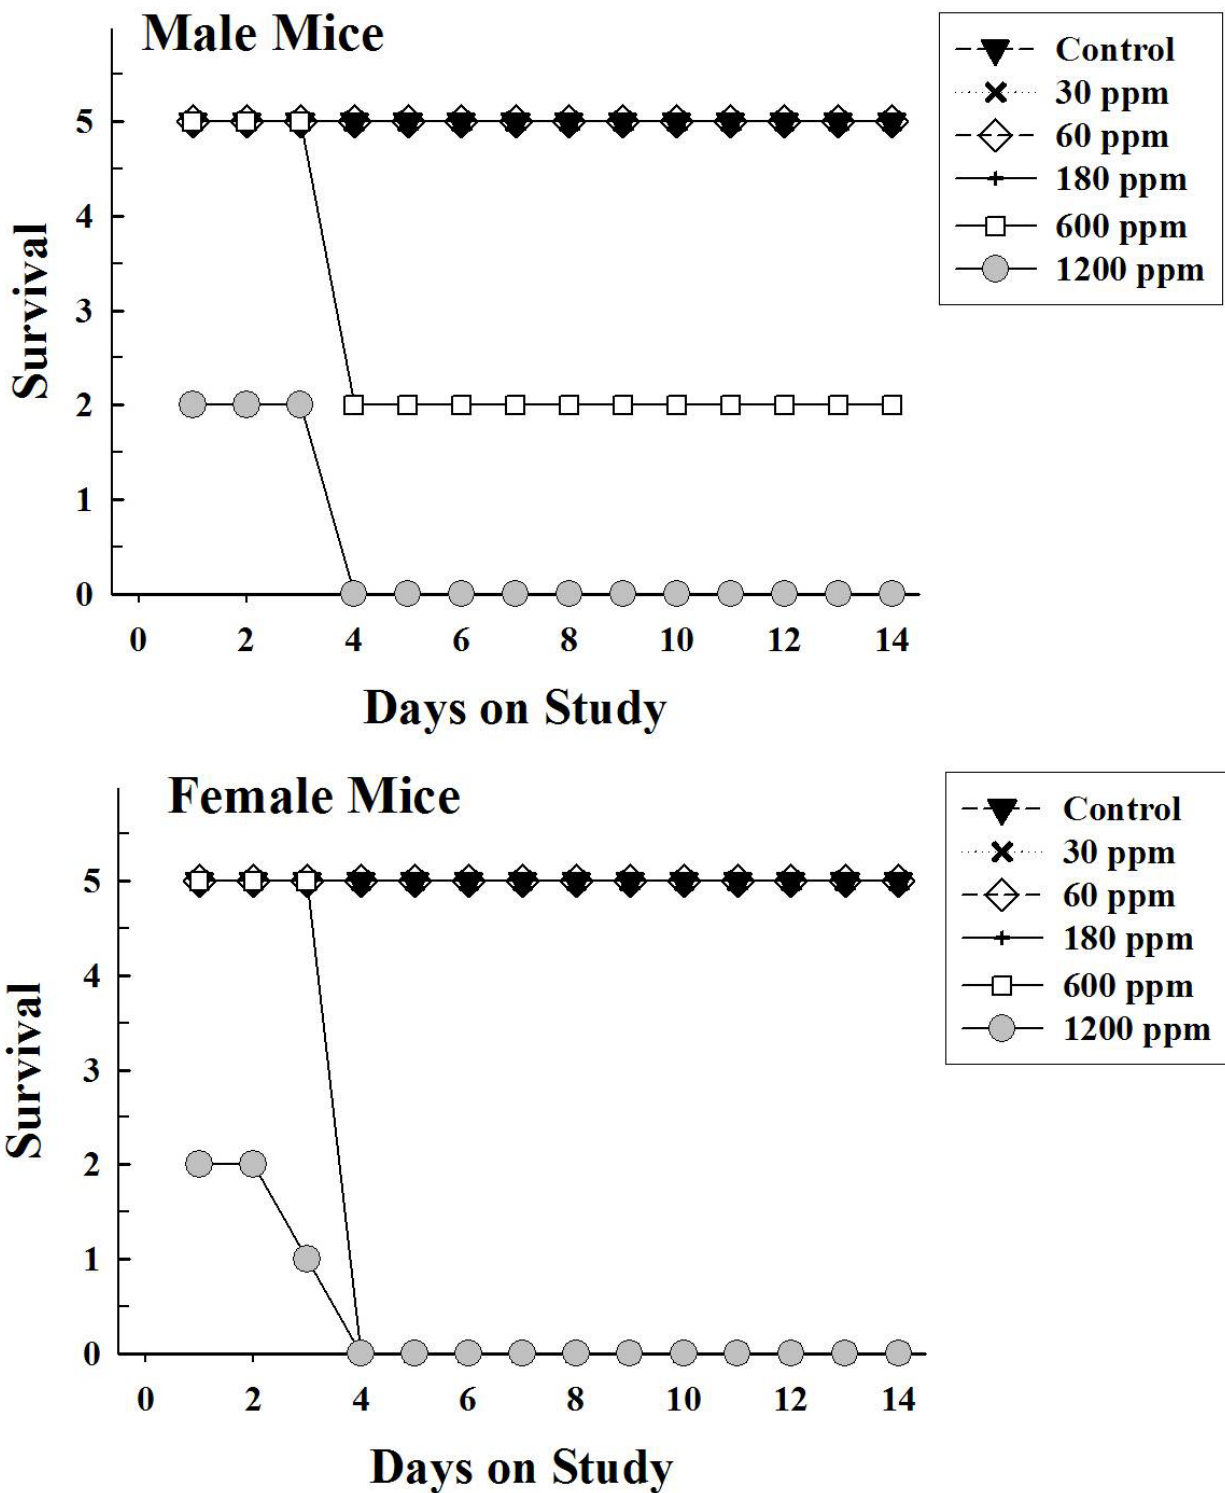 Male Mice
Control
30 ppm
60 ppm
180 ppm
600 ppm
1200 ppm
5
4
3
2
1
0
Survival
0 2 4 6 8 10 12 14
Days on Study
Female Mice
Control
30 ppm
60 ppm
180 ppm
600 ppm
1200 ppm
5
4
3
2
1
0
Survival
0 2 4 6 8 10 12 14
Days on Study